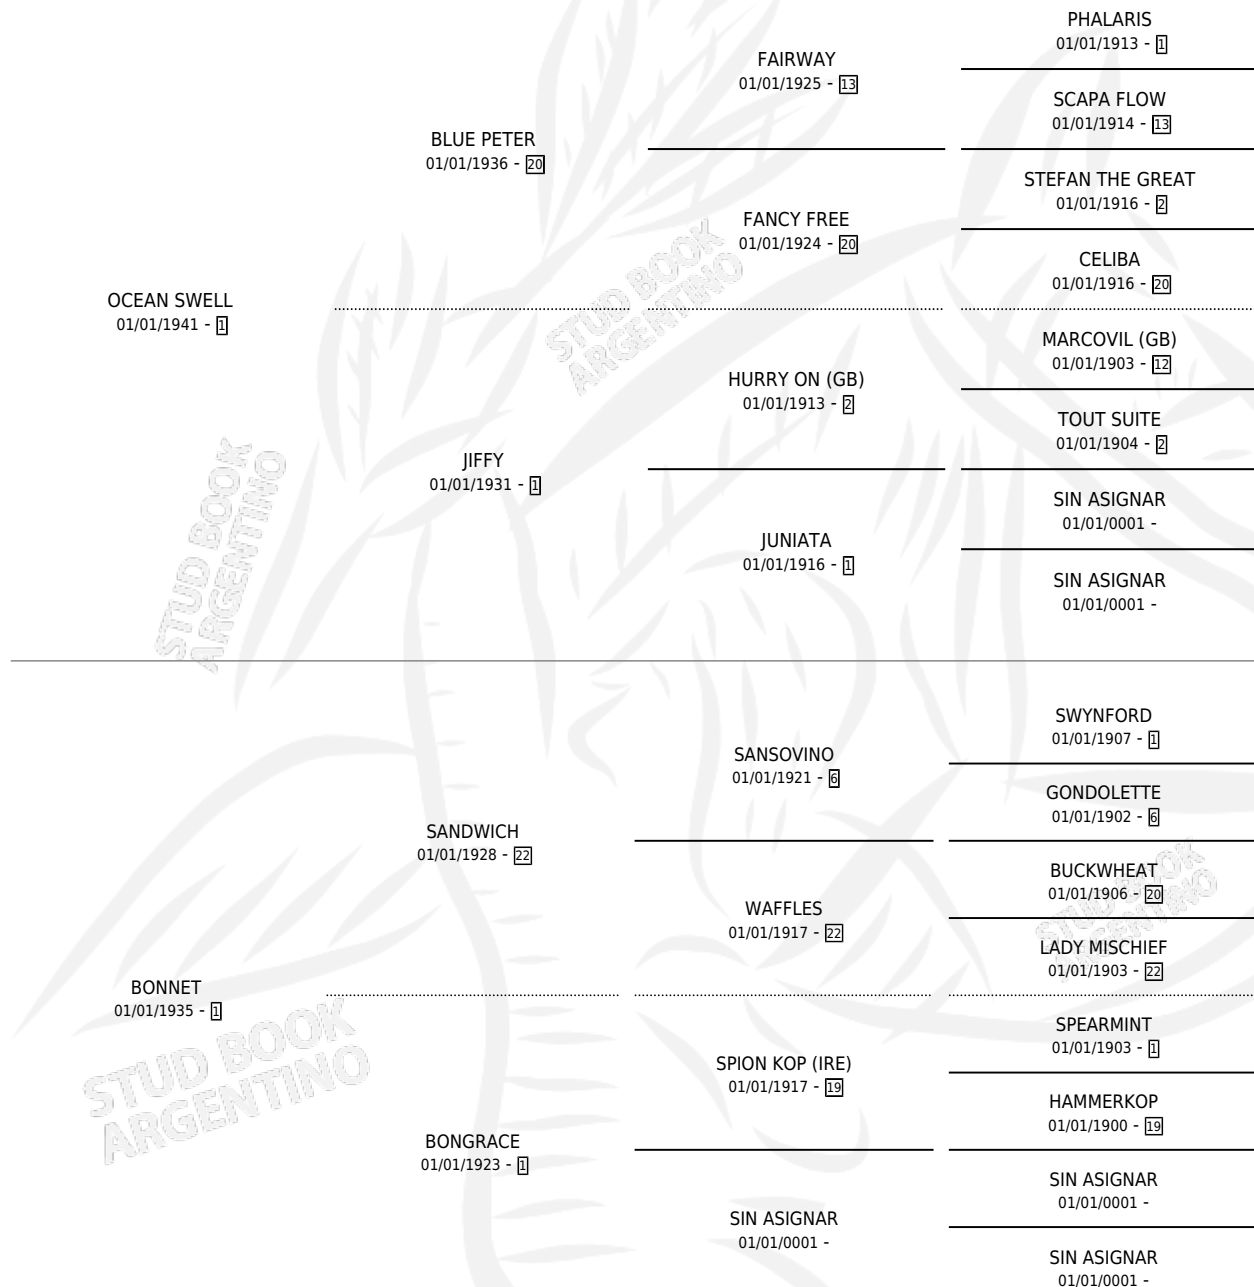 PHALARIS
01/01/1913 - 1
FAIRWAY
01/01/1925 - 13
SCAPA FLOW
01/01/1914 - 13
BLUE PETER
01/01/1936 - 20
STEFAN THE GREAT
01/01/1916 - 2
FANCY FREE
01/01/1924 - 20
CELIBA
01/01/1916 - 20
OCEAN SWELL
01/01/1941 - 1
STUD BOOK
ARGENTINO
MARCOVIL (GB)
01/01/1903 - 12
HURRY ON (GB)
01/01/1913 - 2
TOUT SUITE
01/01/1904 - 2
JIFFY
01/01/1931 - 1
SIN ASIGNAR
01/01/0001 -
JUNIATA
01/01/1916 - 1
SIN ASIGNAR
01/01/0001 -
STUD BOOK
ARGENTINO
SWYNFORD
01/01/1907 - 1
SANSOVINO
01/01/1921 - 6
GONDOLETTE
01/01/1902 - 6
SANDWICH
01/01/1928 - 22
BUCKWHEAT
01/01/1906 - 20
WAFFLES
01/01/1917 - 22
STUD BOOK
ARGENTINO
LADY MISCHIEF
01/01/1903 - 22
BONNET
01/01/1935 - 1
SPEARMINT
01/01/1903 - 1
SPION KOP (IRE)
01/01/1917 - 19
STUD BOOK
ARGENTINO
HAMMERKOP
01/01/1900 - 19
BONGRACE
01/01/1923 - 1
SIN ASIGNAR
01/01/0001 -
SIN ASIGNAR
01/01/0001 -
SIN ASIGNAR
01/01/0001 -